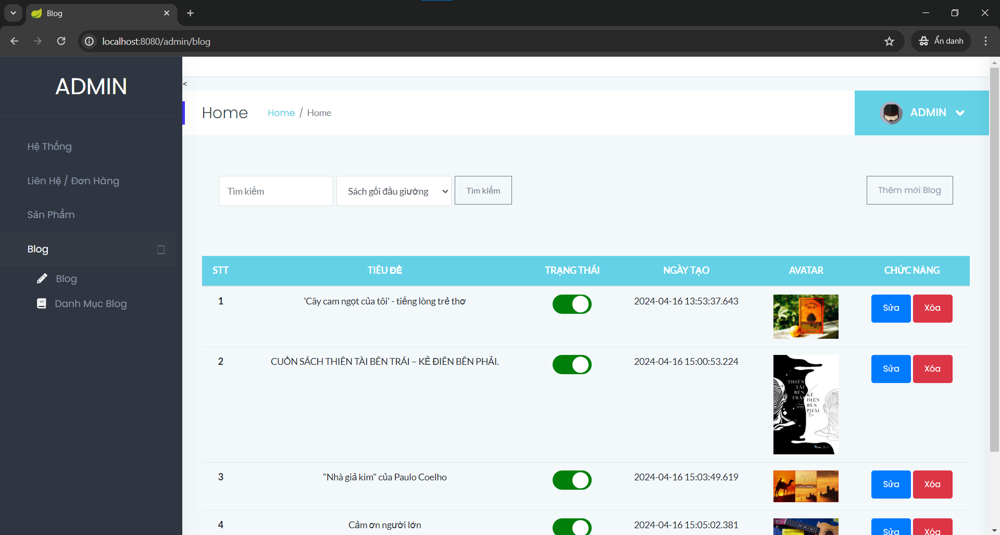 Blog
localhost:8080/admin/blog
Ẩn danh
ADMIN
<
Home
Home / Home
ADMIN
Hệ Thống
Liên Hệ / Đơn Hàng
Sản Phẩm
Blog
Blog
Danh Mục Blog
Tìm kiếm
Sách gối đầu giường
Tìm kiếm
Thêm mới Blog
STT TIÊU ĐỀ TRẠNG THÁI NGÀY TẠO AVATAR CHỨC NĂNG
1 'Cây cam ngọt của tôi' - tiếng lòng trẻ thơ 2024-04-16 13:53:37.643 Sửa Xóa
2 CUỐN SÁCH THIÊN TÀI BÊN TRÁI – KẺ ĐIÊN BÊN PHẢI. 2024-04-16 15:00:53.224 Sửa Xóa
THIÊN
TÀI
BÊN
TRÁI
KẺ
ĐIÊN
BÊN
PHẢI
3 "Nhà giả kim" của Paulo Coelho 2024-04-16 15:03:49.619 Sửa Xóa
COELHO
4 Cảm ơn người lớn 2024-04-16 15:05:02.381 Sửa Xóa